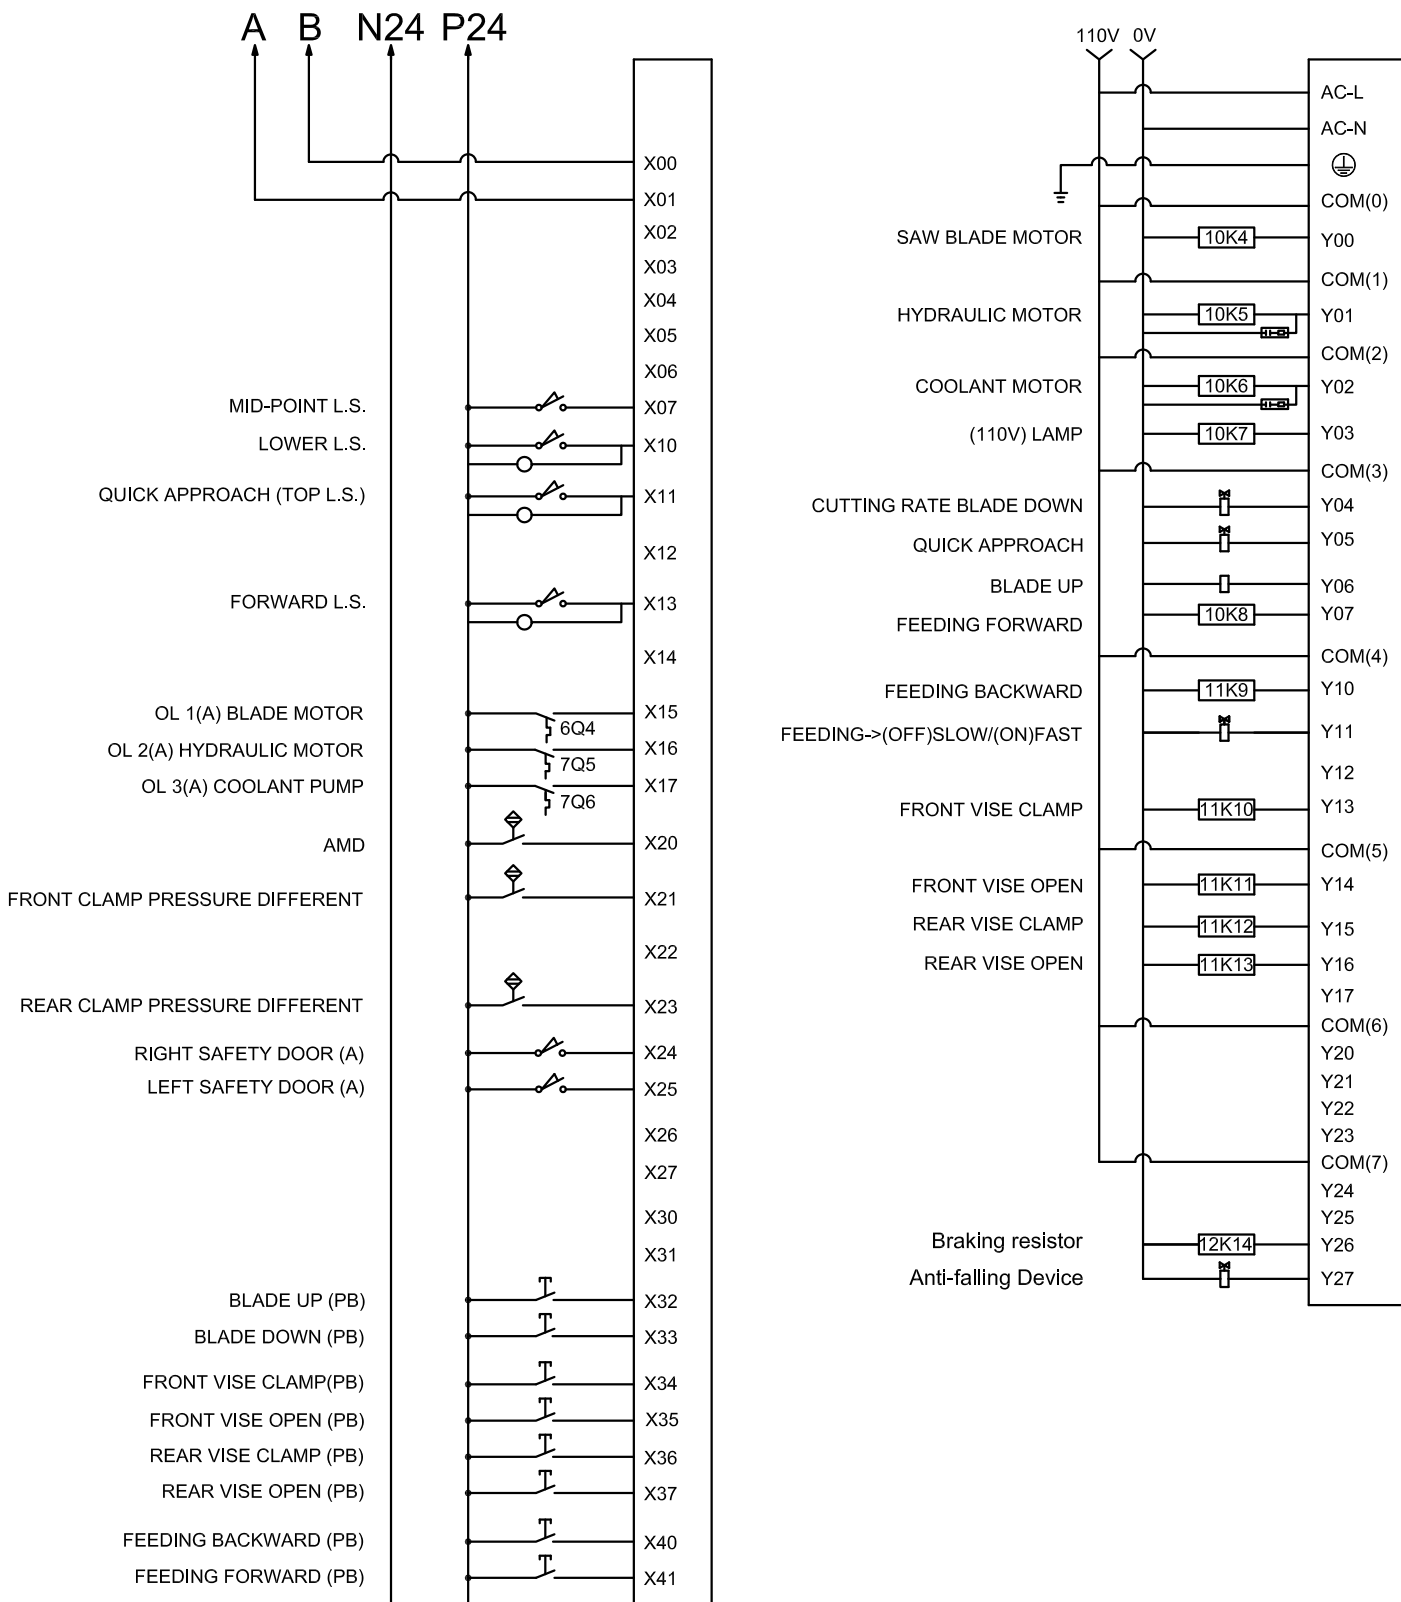 A B N24 P24
X00
X01
X02
X03
X04
X05
X06
MID-POINT L.S. X07
LOWER L.S. X10
QUICK APPROACH (TOP L.S.) X11
X12
FORWARD L.S. X13
X14
OL 1(A) BLADE MOTOR 6Q4 X15
OL 2(A) HYDRAULIC MOTOR 7Q5 X16
OL 3(A) COOLANT PUMP 7Q6 X17
AMD X20
FRONT CLAMP PRESSURE DIFFERENT X21
X22
REAR CLAMP PRESSURE DIFFERENT X23
RIGHT SAFETY DOOR (A) X24
LEFT SAFETY DOOR (A) X25
X26
X27
X30
X31
BLADE UP (PB) X32
BLADE DOWN (PB) X33
FRONT VISE CLAMP(PB) X34
FRONT VISE OPEN (PB) X35
REAR VISE CLAMP (PB) X36
REAR VISE OPEN (PB) X37
FEEDING BACKWARD (PB) X40
FEEDING FORWARD (PB) X41
110V 0V
AC-L
AC-N
COM(0)
SAW BLADE MOTOR 10K4 Y00
COM(1)
HYDRAULIC MOTOR 10K5 Y01
COM(2)
COOLANT MOTOR 10K6 Y02
(110V) LAMP 10K7 Y03
COM(3)
CUTTING RATE BLADE DOWN Y04
QUICK APPROACH Y05
BLADE UP Y06
FEEDING FORWARD 10K8 Y07
COM(4)
FEEDING BACKWARD 11K9 Y10
FEEDING->(OFF)SLOW/(ON)FAST Y11
Y12
FRONT VISE CLAMP 11K10 Y13
COM(5)
FRONT VISE OPEN 11K11 Y14
REAR VISE CLAMP 11K12 Y15
REAR VISE OPEN 11K13 Y16
Y17
COM(6)
Y20
Y21
Y22
Y23
COM(7)
Y24
Y25
Braking resistor 12K14 Y26
Anti-falling Device Y27